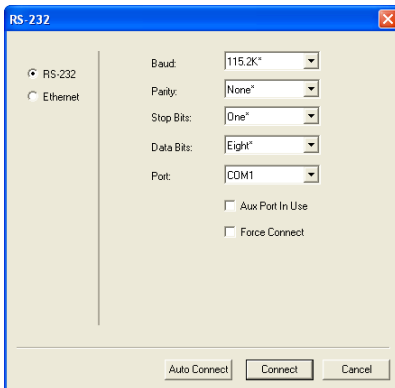 RS-232
RS-232
Ethernet
Baud: 115.2K*
Parity: None*
Stop Bits: One*
Data Bits: Eight*
Port: COM1
Aux Port In Use
Force Connect
Auto Connect Connect Cancel